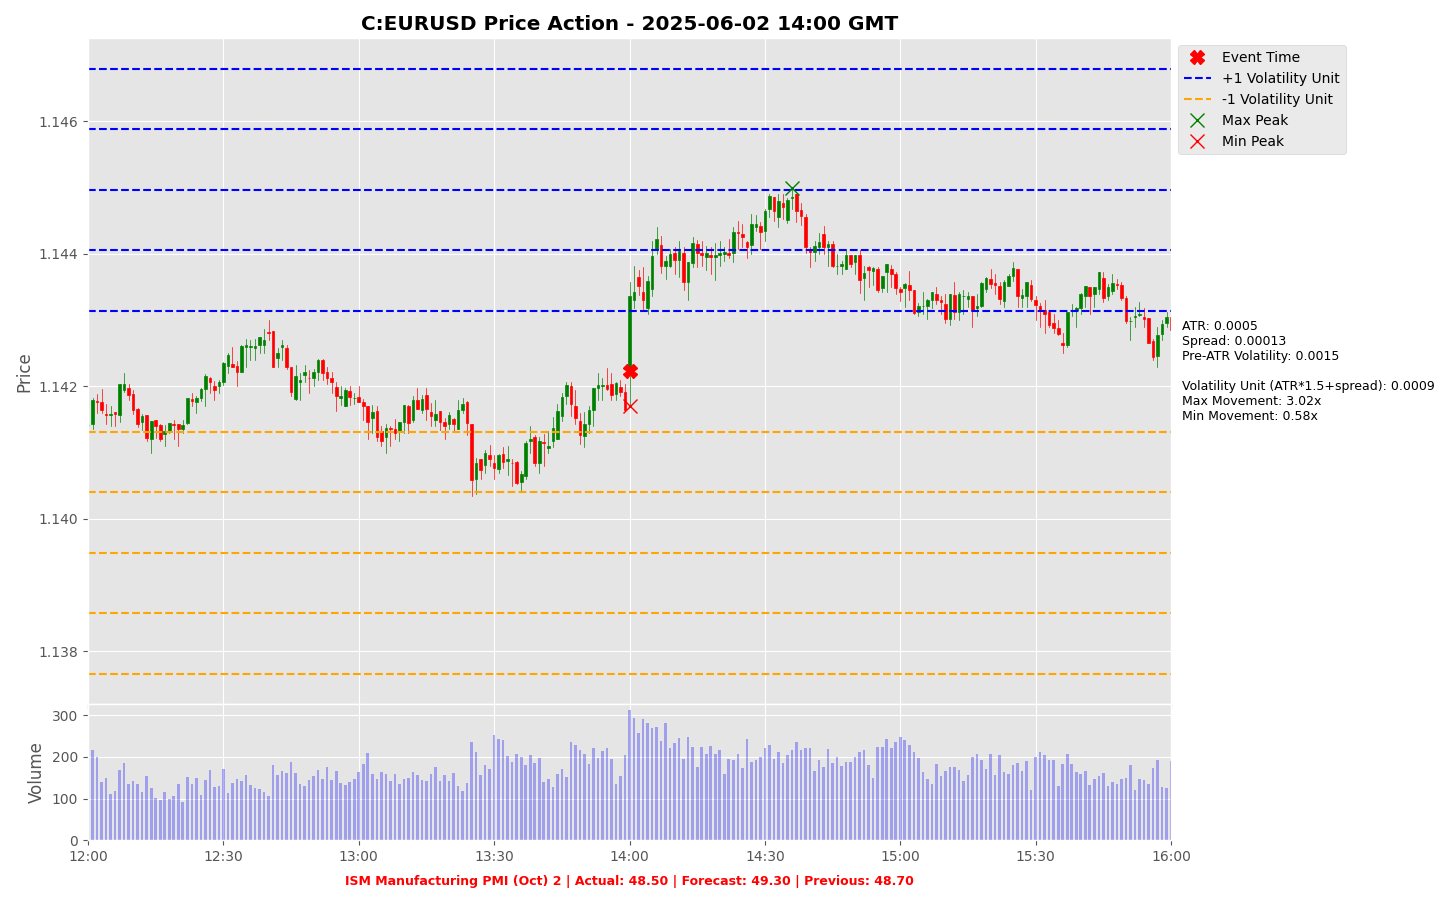 C:EURUSD Price Action - 2025-06-02 14:00 GMT
Event Time
+1 Volatility Unit
-1 Volatility Unit
Max Peak
Min Peak
Price
1.146
1.144
1.142
1.140
1.138
ATR: 0.0005
Spread: 0.00013
Pre-ATR Volatility: 0.0015
Volatility Unit (ATR*1.5+spread): 0.0009
Max Movement: 3.02x
Min Movement: 0.58x
Volume
300
200
100
0
12:00 12:30 13:00 13:30 14:00 14:30 15:00 15:30 16:00
ISM Manufacturing PMI (Oct) 2 | Actual: 48.50 | Forecast: 49.30 | Previous: 48.70